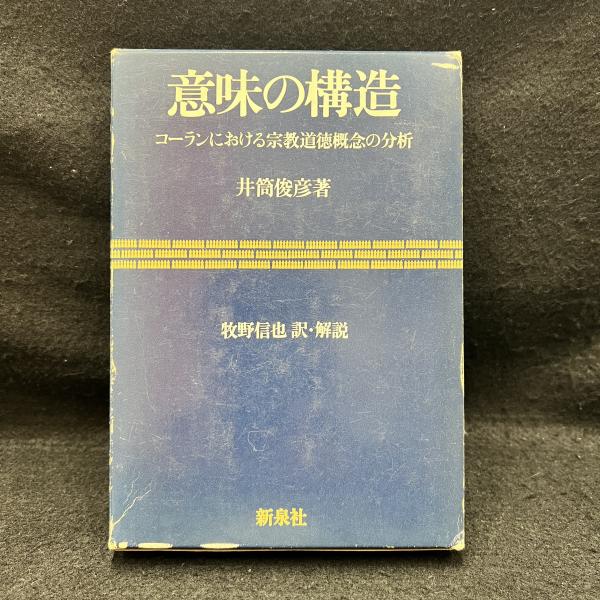 意味の構造
コーランにおける宗教道徳概念の分析
井筒俊彦著
牧野信也 訳・解説
新泉社